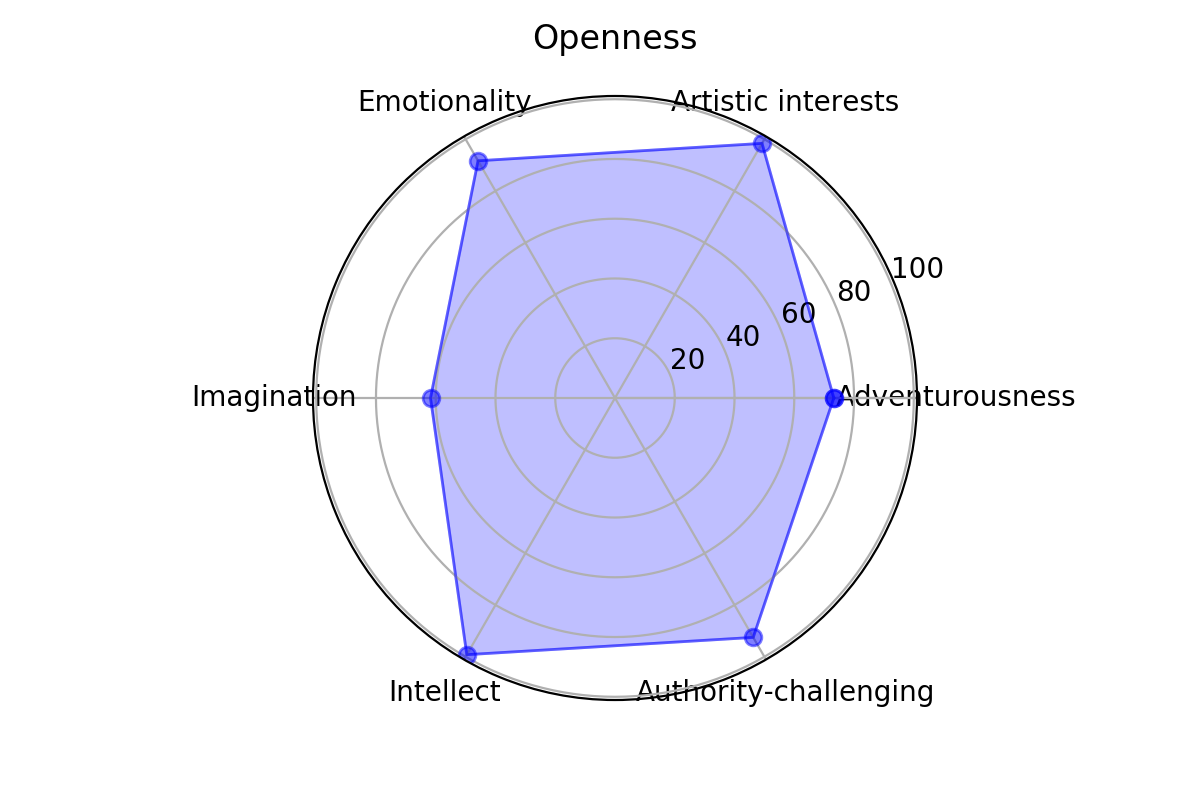 Openness
Emotionality
Artistic interests
100
80
60
40
20
Imagination
Adventurousness
Intellect
Authority-challenging